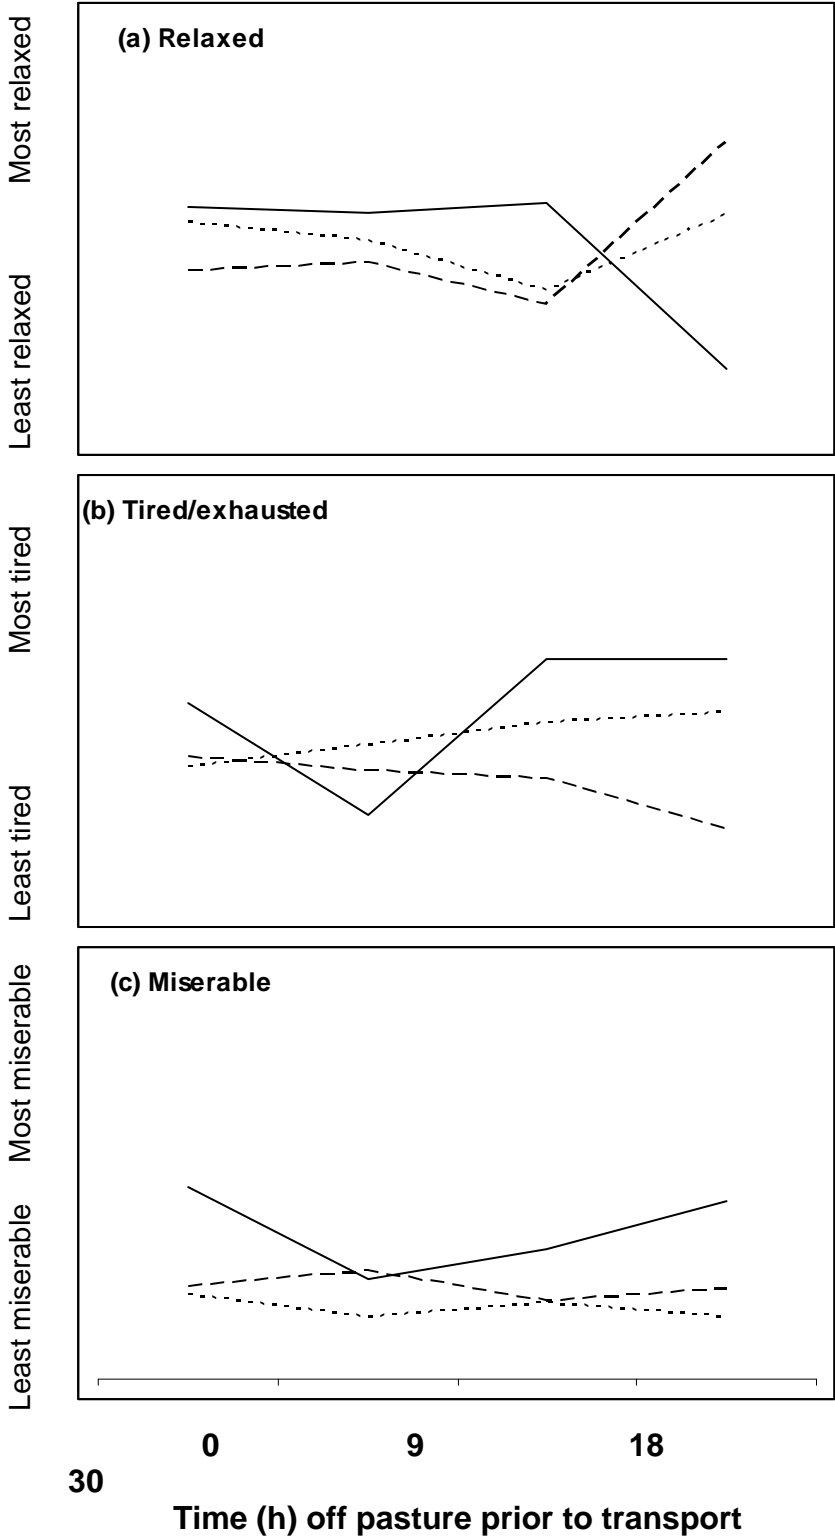 (a) Relaxed
Most relaxed
Least relaxed
(b) Tired/exhausted
Most tired
Least tired
(c) Miserable
Most miserable
Least miserable
0 9 18
30
Time (h) off pasture prior to transport